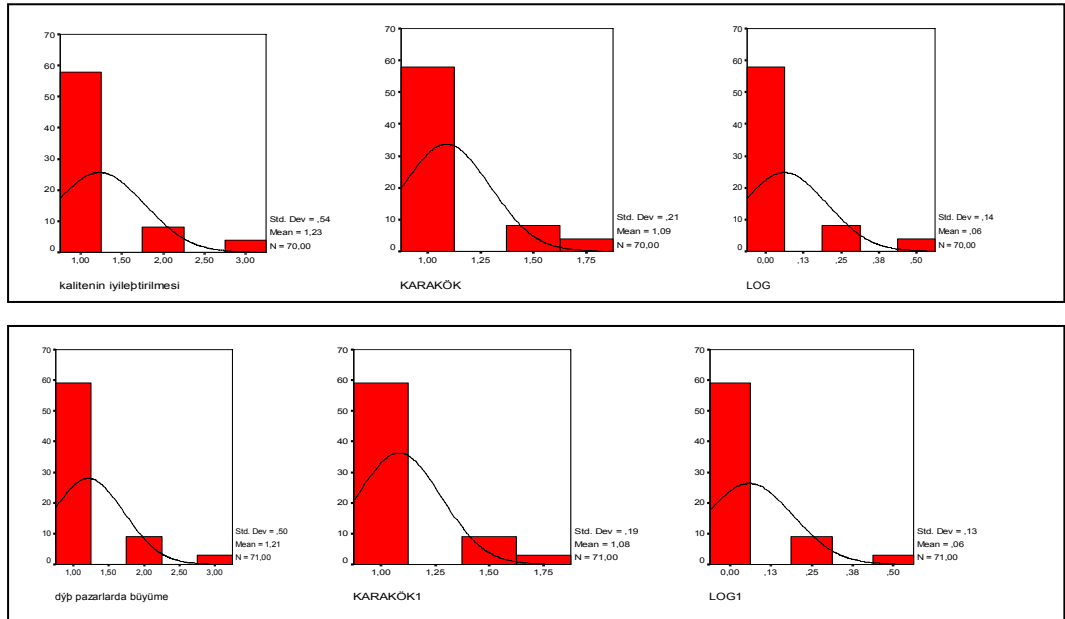 70
60
50
40
30
20
10
0
1,00 1,50 2,00 2,50 3,00
Std. Dev = ,54
Mean = 1,23
N = 70,00
kalitenin iyileþtirilmesi
70
60
50
40
30
20
10
0
1,00 1,25 1,50 1,75
Std. Dev = ,21
Mean = 1,09
N = 70,00
KARAKÖK
70
60
50
40
30
20
10
0
0,00 ,13 ,25 ,38 ,50
Std. Dev = ,14
Mean = ,06
N = 70,00
LOG
70
60
50
40
30
20
10
0
1,00 1,50 2,00 2,50 3,00
Std. Dev = ,50
Mean = 1,21
N = 71,00
dýþ pazarlarda büyüme
70
60
50
40
30
20
10
0
1,00 1,25 1,50 1,75
Std. Dev = ,19
Mean = 1,08
N = 71,00
KARAKÖK1
70
60
50
40
30
20
10
0
0,00 ,13 ,25 ,38 ,50
Std. Dev = ,13
Mean = ,06
N = 71,00
LOG1